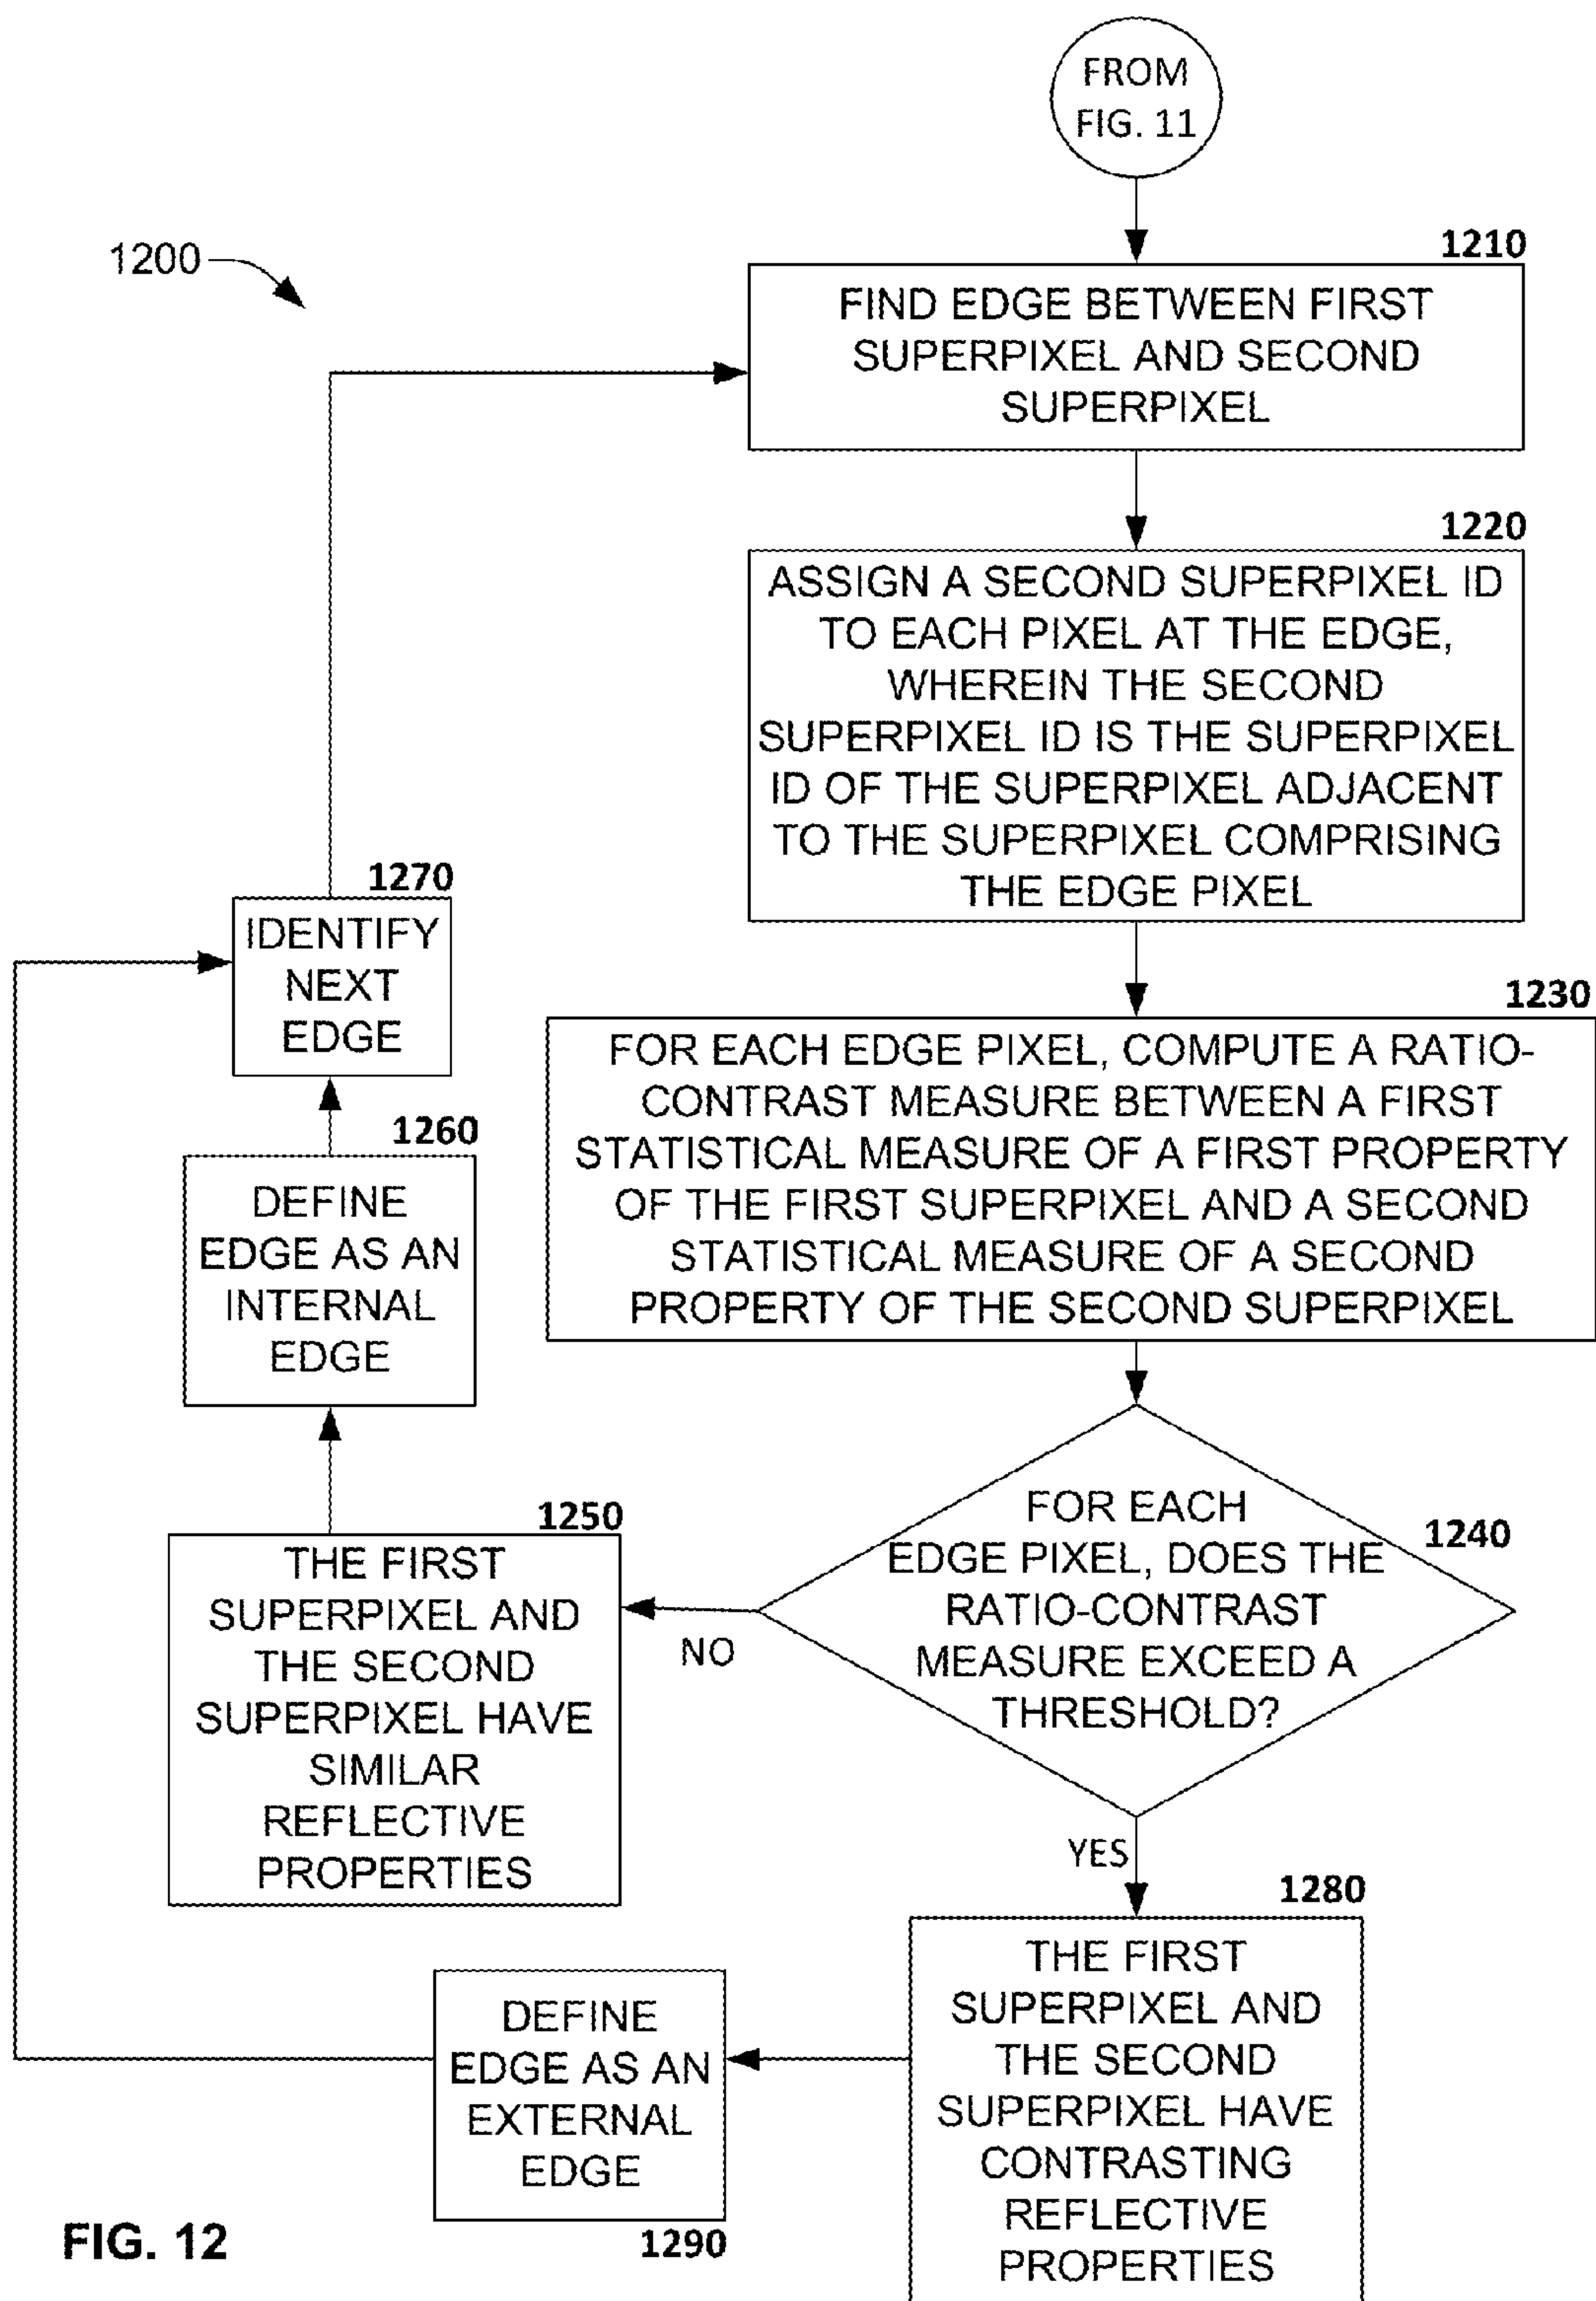 FROM
FIG. 11
1200
1210
FIND EDGE BETWEEN FIRST
SUPERPIXEL AND SECOND
SUPERPIXEL
1220
ASSIGN A SECOND SUPERPIXEL ID
TO EACH PIXEL AT THE EDGE,
WHEREIN THE SECOND
SUPERPIXEL ID IS THE SUPERPIXEL
ID OF THE SUPERPIXEL ADJACENT
TO THE SUPERPIXEL COMPRISING
THE EDGE PIXEL
1230
FOR EACH EDGE PIXEL, COMPUTE A RATIO-
CONTRAST MEASURE BETWEEN A FIRST
STATISTICAL MEASURE OF A FIRST PROPERTY
OF THE FIRST SUPERPIXEL AND A SECOND
STATISTICAL MEASURE OF A SECOND
PROPERTY OF THE SECOND SUPERPIXEL
1240
FOR EACH
EDGE PIXEL, DOES THE
RATIO-CONTRAST
MEASURE EXCEED A
THRESHOLD?
NO
1250
THE FIRST
SUPERPIXEL AND
THE SECOND
SUPERPIXEL HAVE
SIMILAR
REFLECTIVE
PROPERTIES
1260
DEFINE
EDGE AS AN
INTERNAL
EDGE
1270
IDENTIFY
NEXT
EDGE
YES
1280
THE FIRST
SUPERPIXEL AND
THE SECOND
SUPERPIXEL HAVE
CONTRASTING
REFLECTIVE
PROPERTIES
DEFINE
EDGE AS AN
EXTERNAL
EDGE
1290
FIG. 12